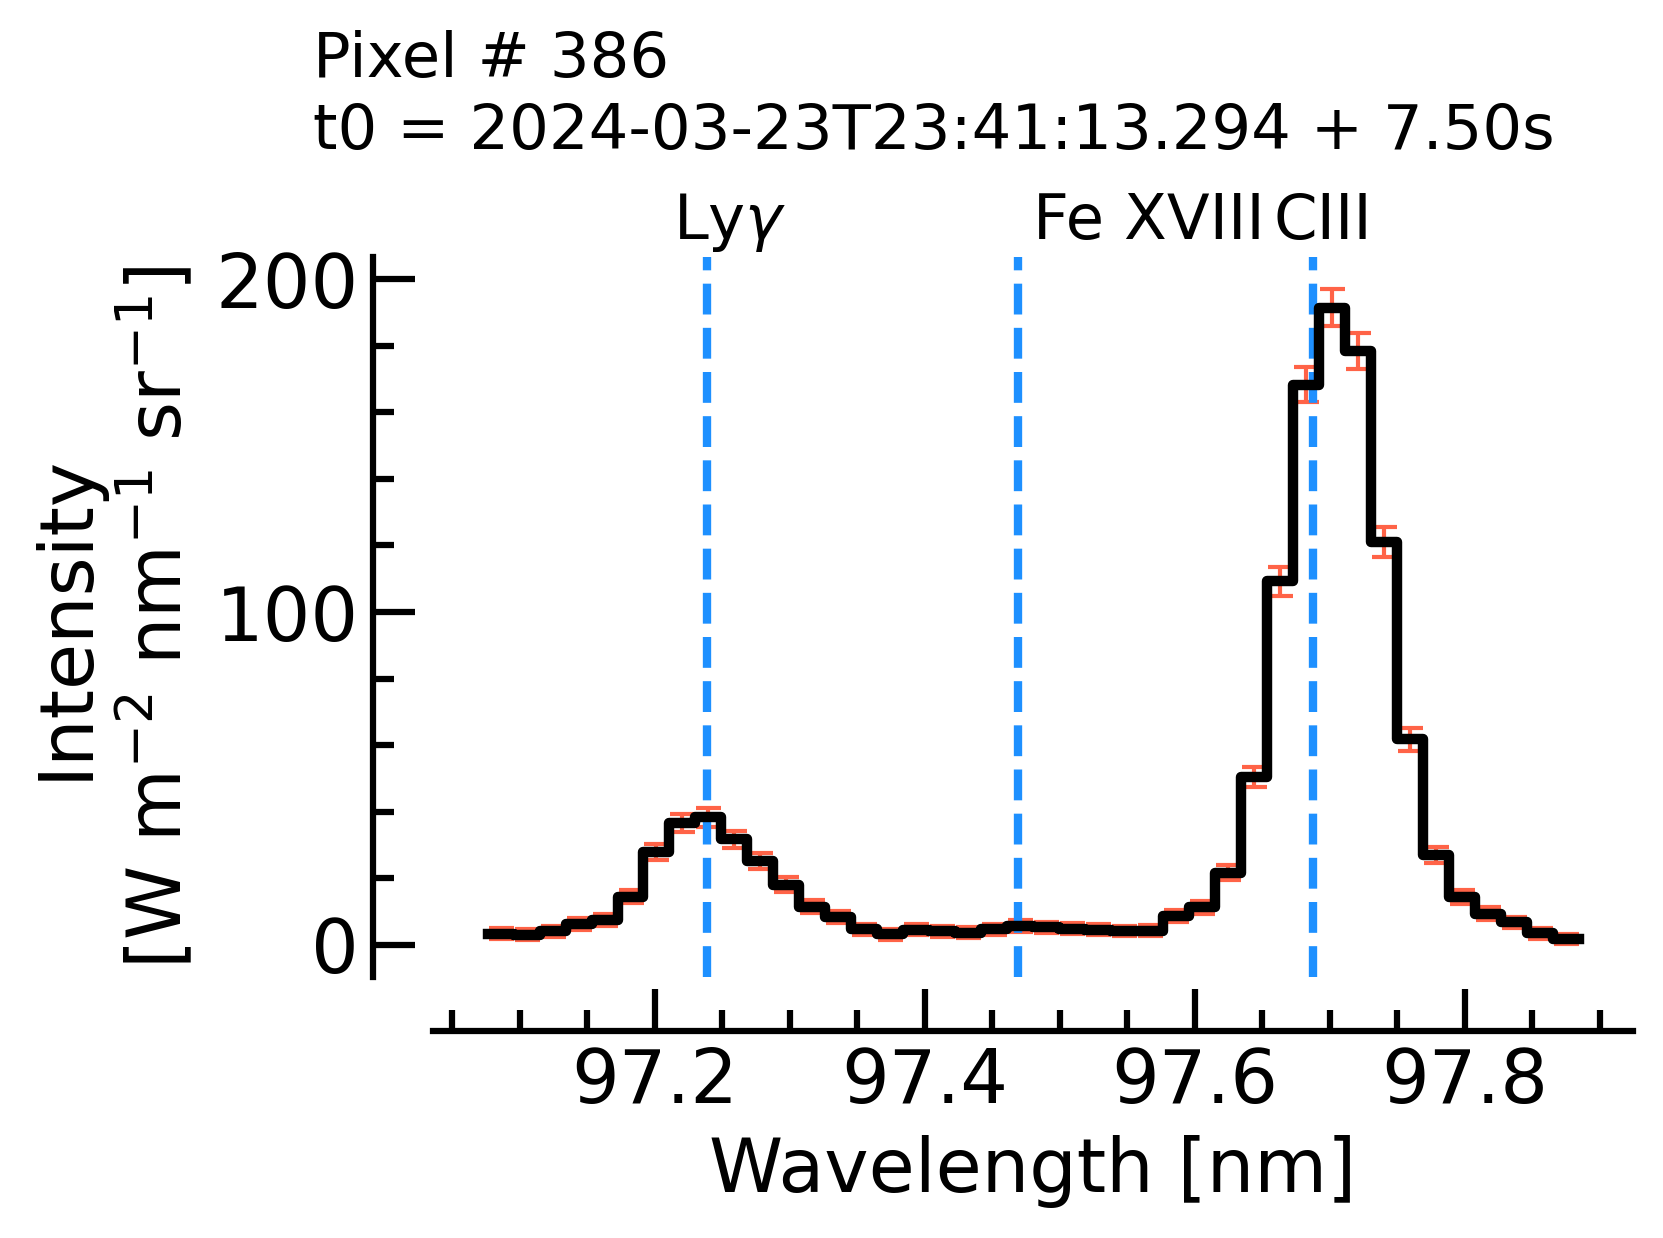 Pixel # 386
t0 = 2024-03-23T23:41:13.294 + 7.50s
Lyγ Fe XVIII CIII
Intensity
[W m⁻² nm⁻¹ sr⁻¹]
200
100
0
97.2 97.4 97.6 97.8
Wavelength [nm]